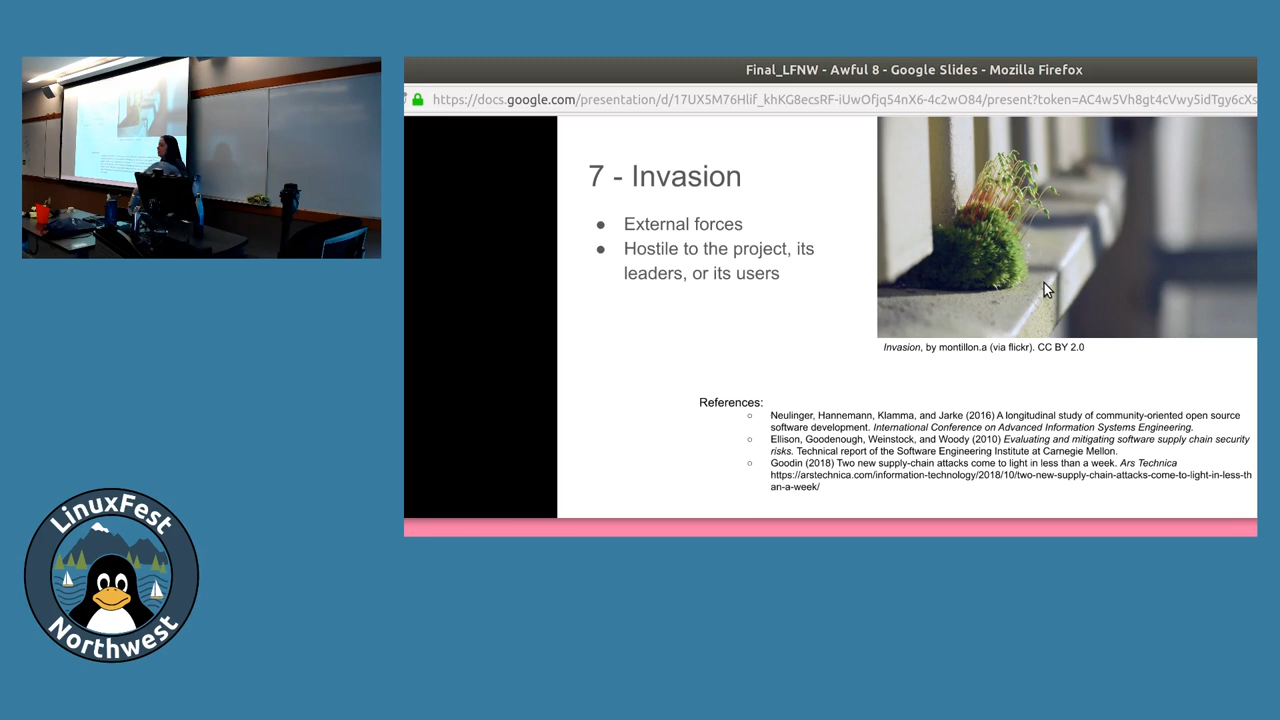 Final_LFNW - Awful 8 - Google Slides - Mozilla Firefox
https://docs.google.com/presentation/d/17UX5M76Hlif_khKG8ecsRF-iUwOfjq54nX6-4c2wO84/present?token=AC4w5Vh8gt4cVwy5idTgy6cXs
7 - Invasion
● External forces
● Hostile to the project, its
leaders, or its users
Invasion, by montillon.a (via flickr). CC BY 2.0
References:
○ Neulinger, Hannemann, Klamma, and Jarke (2016) A longitudinal study of community-oriented open source
software development. International Conference on Advanced Information Systems Engineering.
○ Ellison, Goodenough, Weinstock, and Woody (2010) Evaluating and mitigating software supply chain security
risks. Technical report of the Software Engineering Institute at Carnegie Mellon.
○ Goodin (2018) Two new supply-chain attacks come to light in less than a week. Ars Technica
https://arstechnica.com/information-technology/2018/10/two-new-supply-chain-attacks-come-to-light-in-less-th
an-a-week/
LinuxFest
Northwest